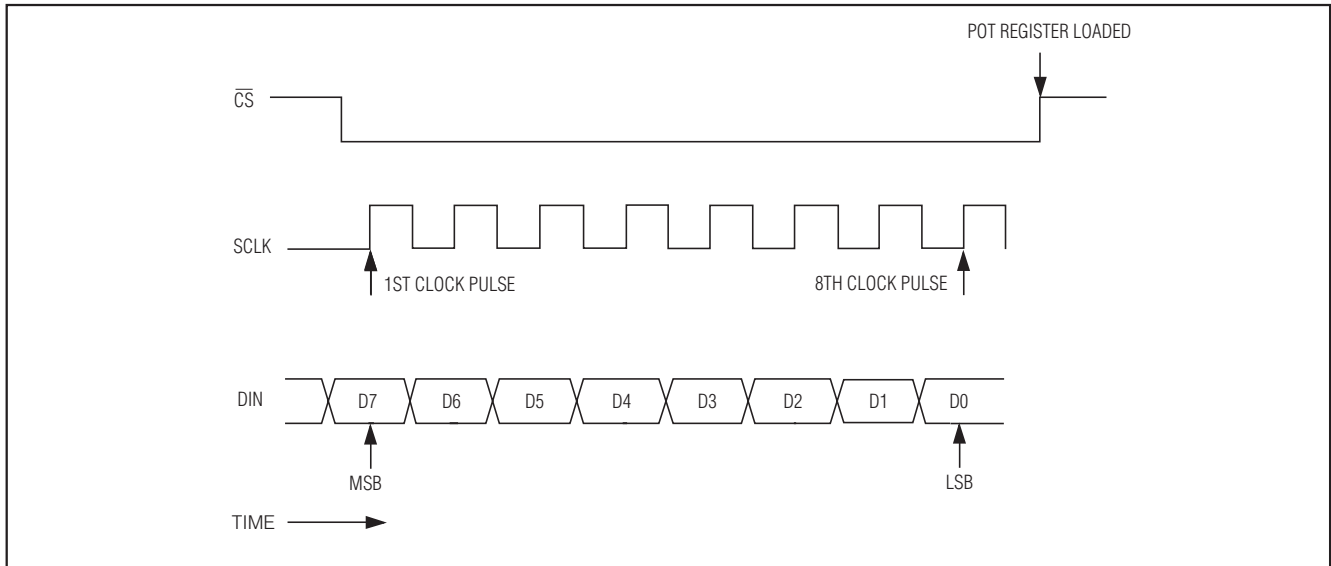 POT REGISTER LOADED
C̅S̅
SCLK
1ST CLOCK PULSE
8TH CLOCK PULSE
DIN
D7
D6
D5
D4
D3
D2
D1
D0
MSB
LSB
TIME